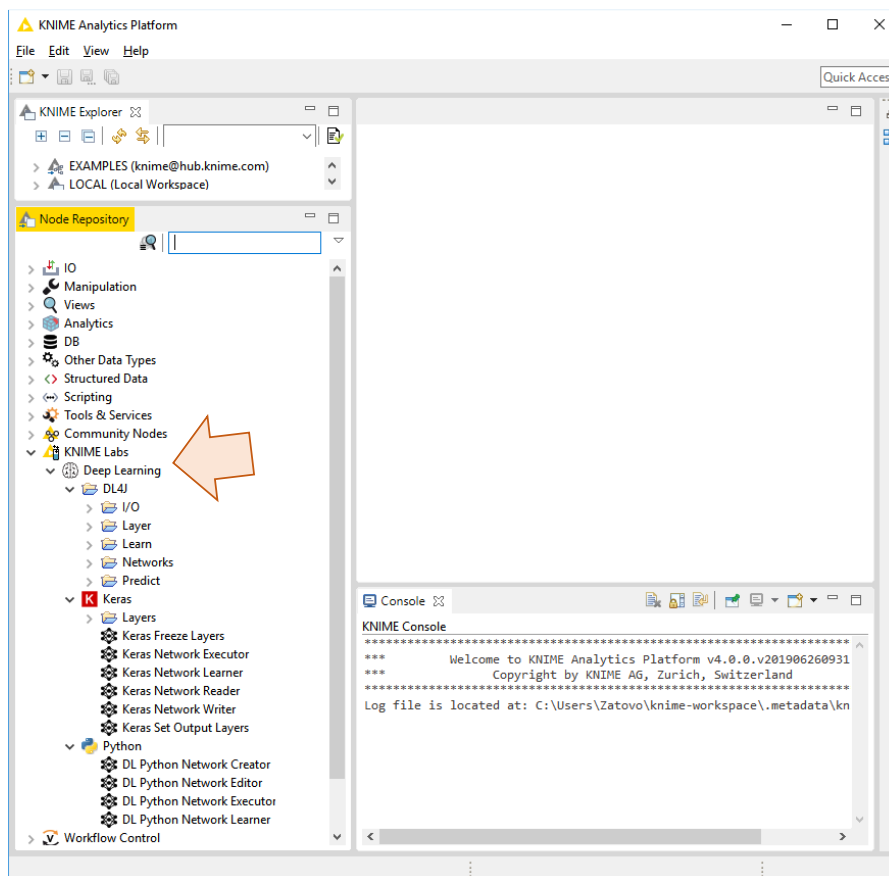 KNIME Analytics Platform
File Edit View Help
Quick Acces
KNIME Explorer
EXAMPLES (knime@hub.knime.com)
LOCAL (Local Workspace)
Node Repository
IO
Manipulation
Views
Analytics
DB
Other Data Types
Structured Data
Scripting
Tools & Services
Community Nodes
KNIME Labs
Deep Learning
DL4J
I/O
Layer
Learn
Networks
Predict
K Keras
Layers
Keras Freeze Layers
Keras Network Executor
Keras Network Learner
Keras Network Reader
Keras Network Writer
Keras Set Output Layers
Python
DL Python Network Creator
DL Python Network Editor
DL Python Network Executor
DL Python Network Learner
Workflow Control
Console
KNIME Console
***********************************************************************
*** Welcome to KNIME Analytics Platform v4.0.0.v201906260931
*** Copyright by KNIME AG, Zurich, Switzerland
***********************************************************************
Log file is located at: C:\Users\Zatovo\knime-workspace\.metadata\kn